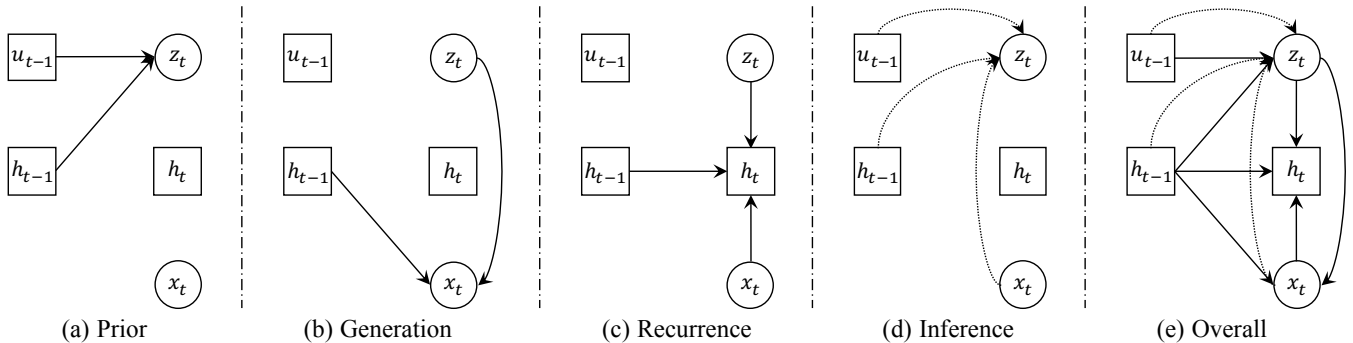 u_{t−1} z_t u_{t−1} z_t u_{t−1} z_t u_{t−1} z_t u_{t−1} z_t
h_{t−1} h_t h_{t−1} h_t h_{t−1} h_t h_{t−1} h_t h_{t−1} h_t
x_t x_t x_t x_t x_t
(a) Prior (b) Generation (c) Recurrence (d) Inference (e) Overall